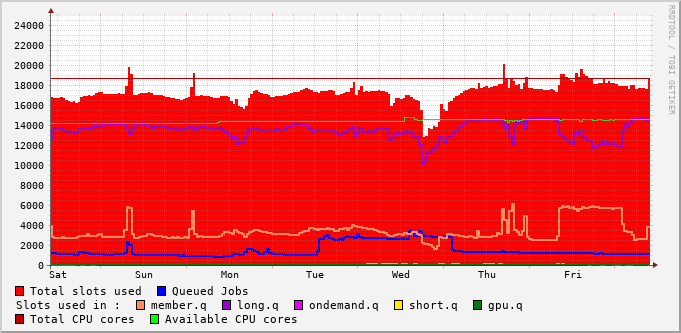 24000
22000
20000
18000
16000
14000
12000
10000
8000
6000
4000
2000
0
Sat Sun Mon Tue Wed Thu Fri
RRDTOOL / TOBI OETIKER
Total slots used Queued Jobs
Slots used in : member.q long.q ondemand.q short.q gpu.q
Total CPU cores Available CPU cores